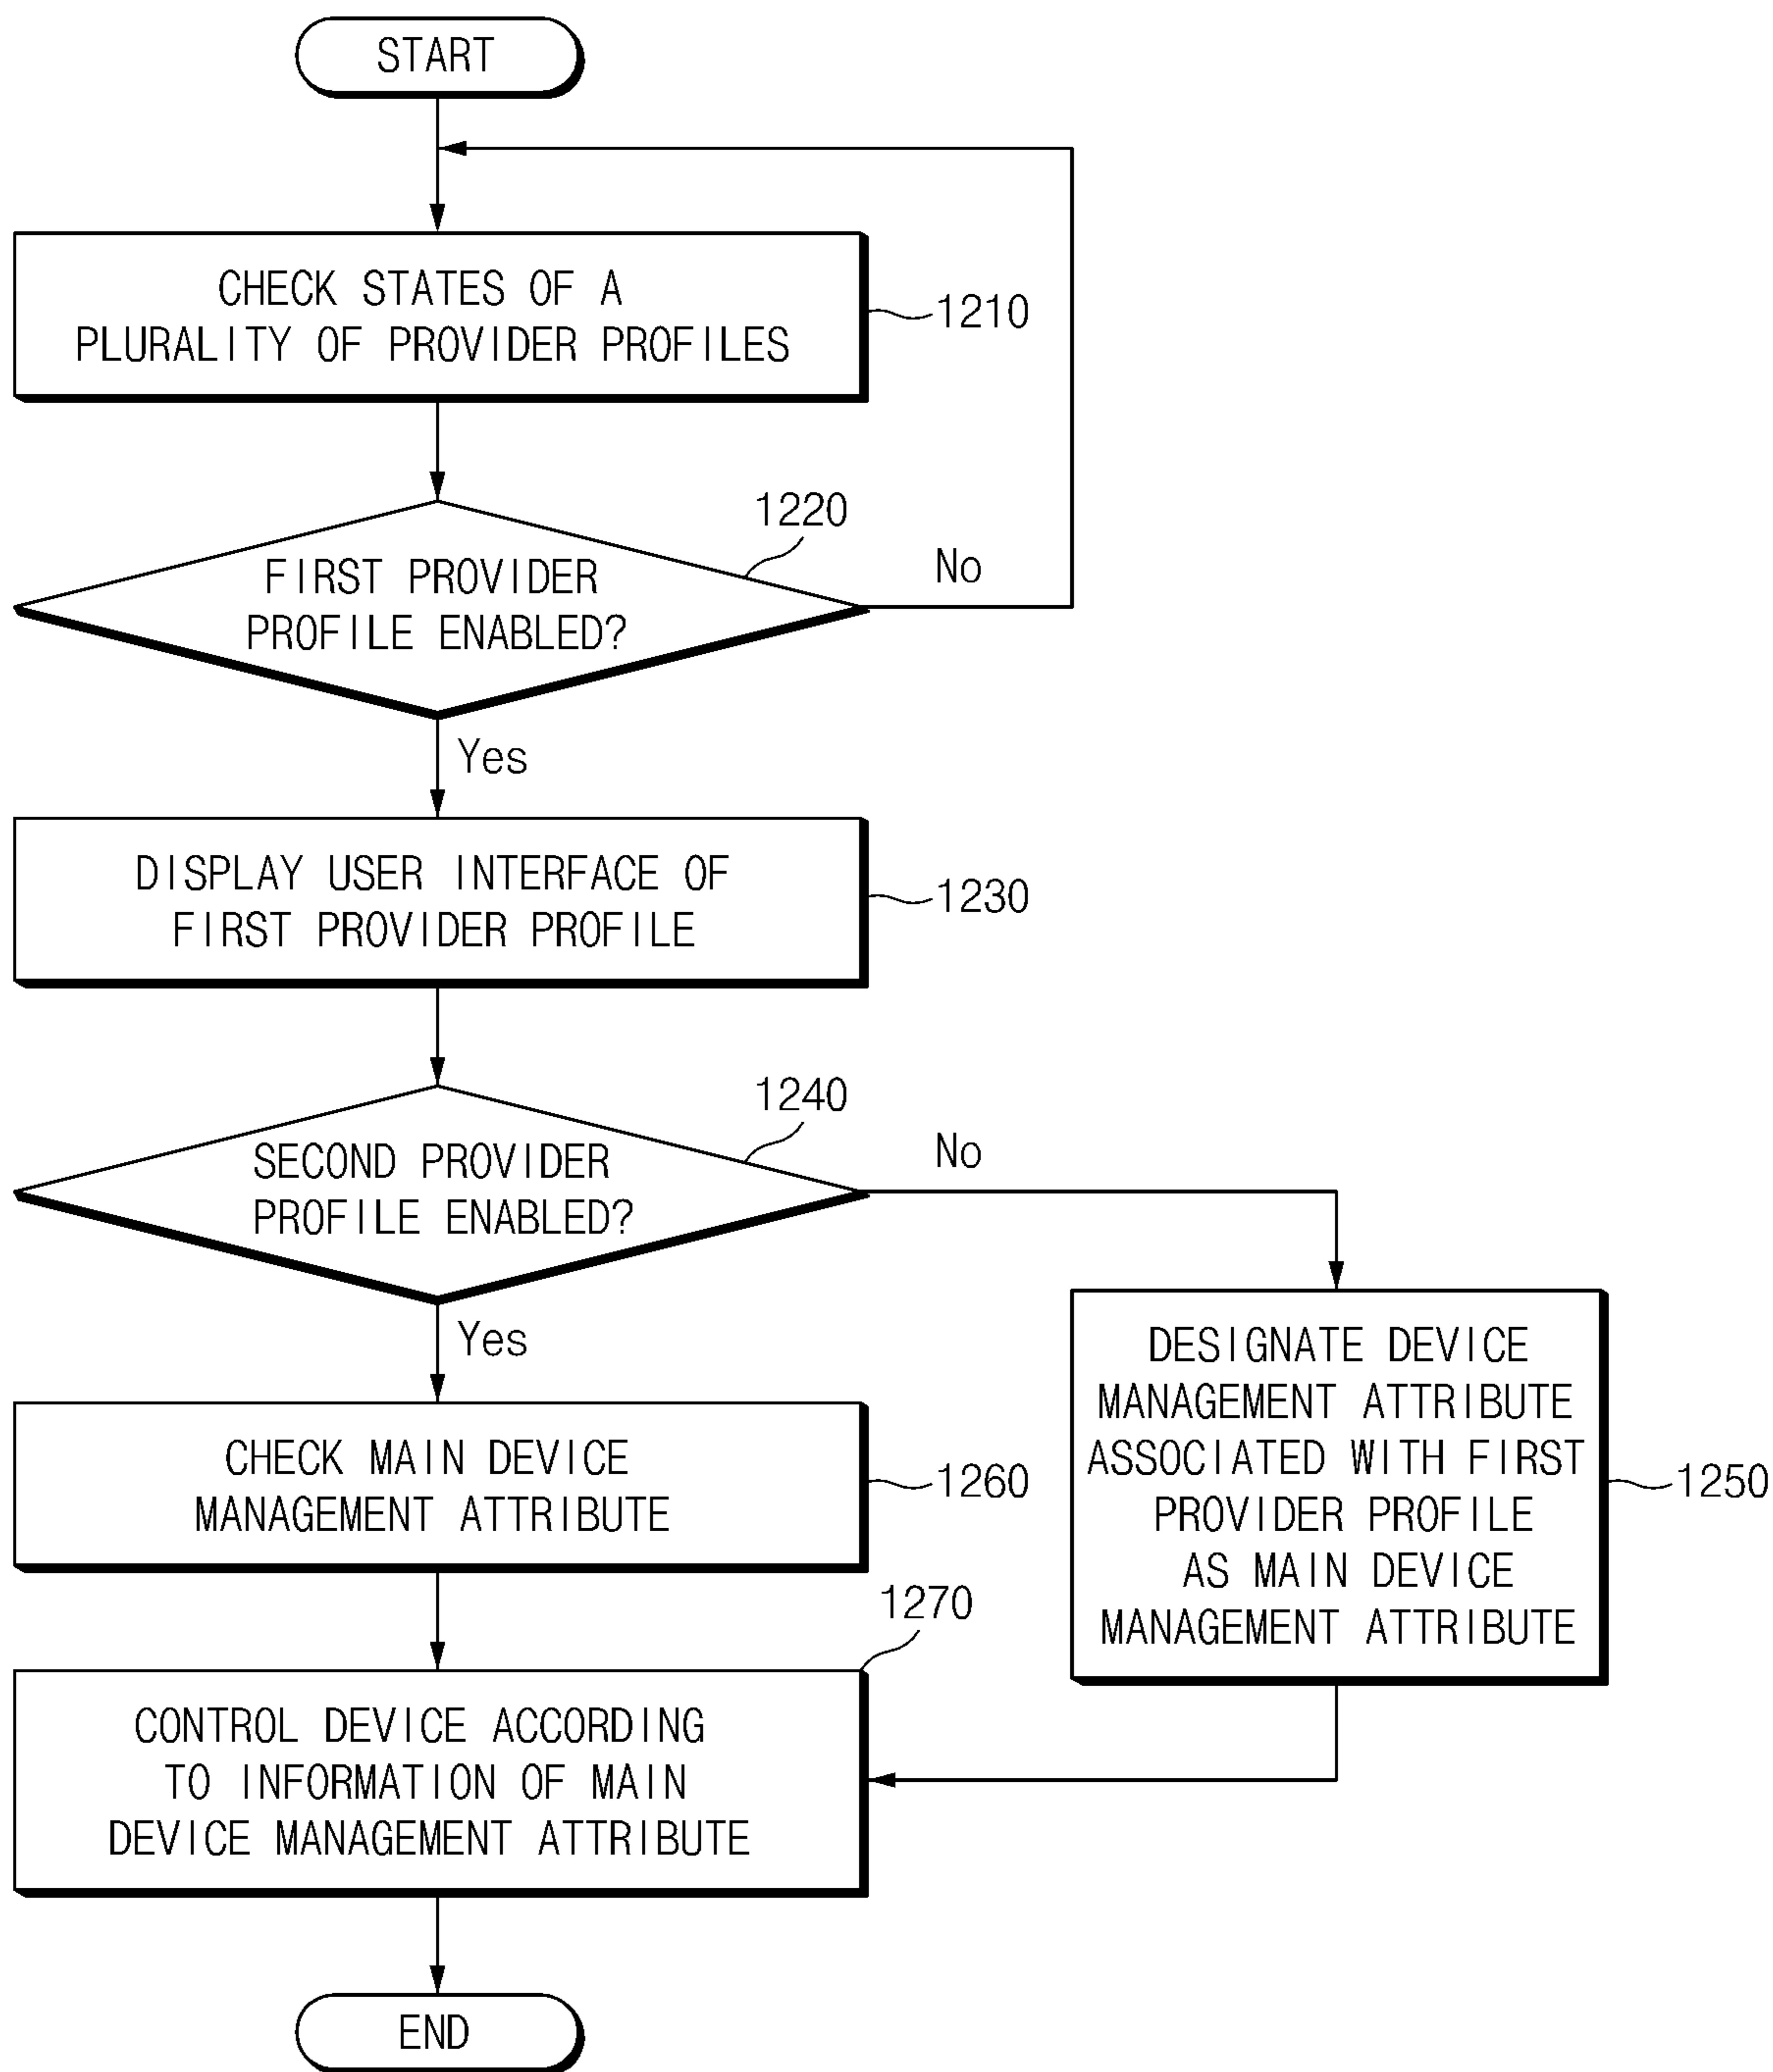 START
CHECK STATES OF A
PLURALITY OF PROVIDER PROFILES
1210
1220
FIRST PROVIDER
PROFILE ENABLED?
No
Yes
DISPLAY USER INTERFACE OF
FIRST PROVIDER PROFILE
1230
1240
SECOND PROVIDER
PROFILE ENABLED?
No
Yes
DESIGNATE DEVICE
MANAGEMENT ATTRIBUTE
ASSOCIATED WITH FIRST
PROVIDER PROFILE
AS MAIN DEVICE
MANAGEMENT ATTRIBUTE
1250
CHECK MAIN DEVICE
MANAGEMENT ATTRIBUTE
1260
1270
CONTROL DEVICE ACCORDING
TO INFORMATION OF MAIN
DEVICE MANAGEMENT ATTRIBUTE
END